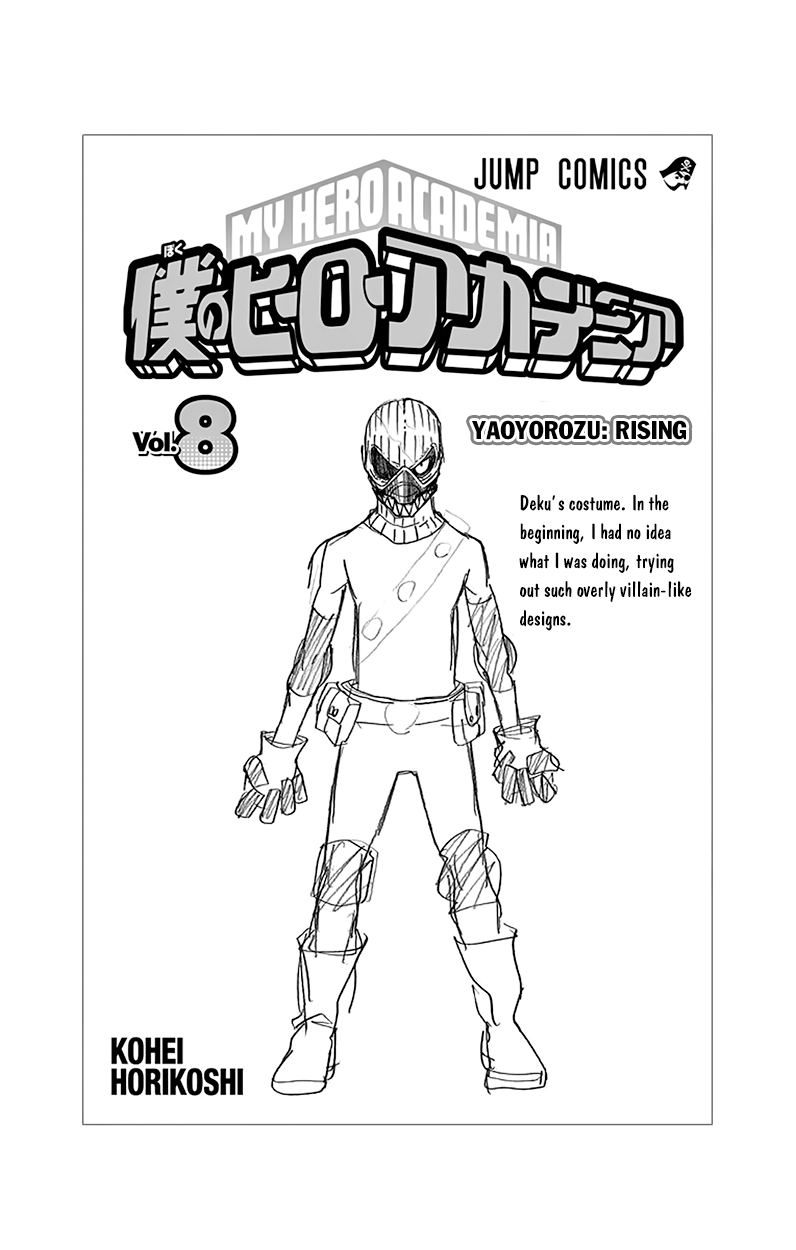 JUMP COMICS
MY HERO ACADEMIA
ぼく
僕のヒーローアカデミア
Vol. 8
YAOYOROZU: RISING
Deku's costume. In the
beginning, I had no idea
what I was doing, trying
out such overly villain-like
designs.
KOHEI
HORIKOSHI